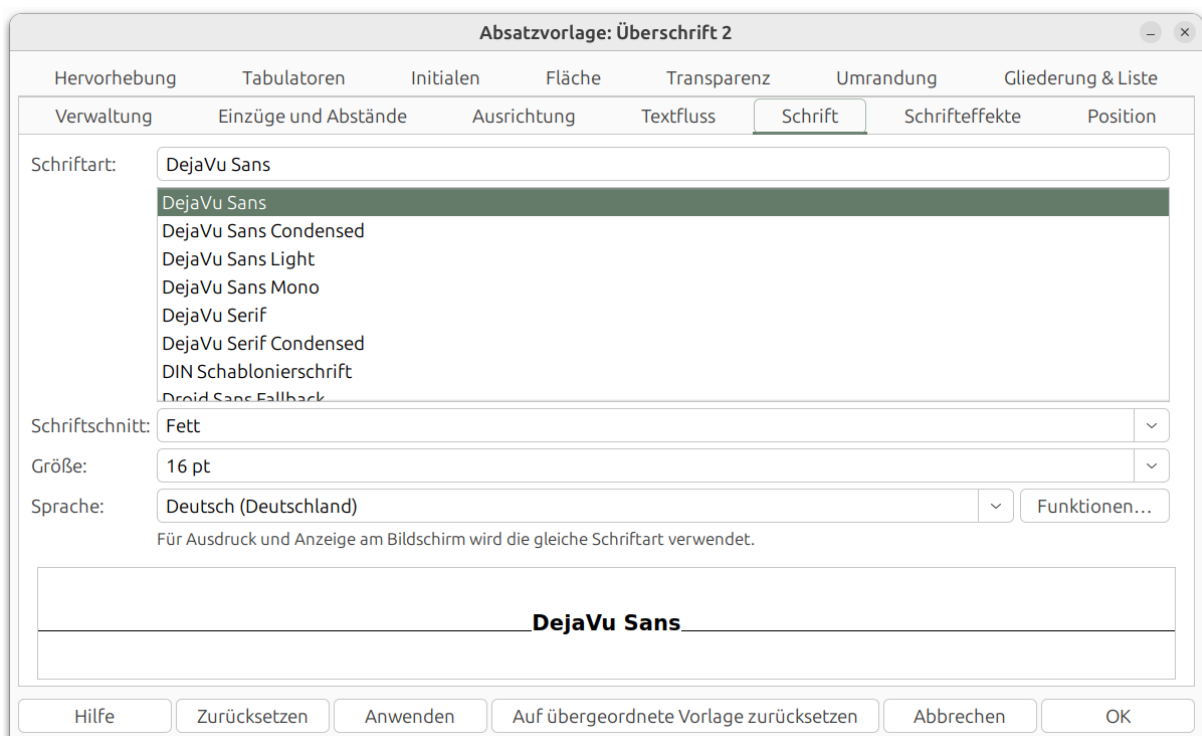 Absatzvorlage: Überschrift 2
Hervorhebung Tabulatoren Initialen Fläche Transparenz Umrandung Gliederung & Liste
Verwaltung Einzüge und Abstände Ausrichtung Textfluss Schrift Schrifteffekte Position
Schriftart: DejaVu Sans
DejaVu Sans
DejaVu Sans Condensed
DejaVu Sans Light
DejaVu Sans Mono
DejaVu Serif
DejaVu Serif Condensed
DIN Schablonierschrift
Droid Sans Fallback
Schriftschnitt: Fett
Größe: 16 pt
Sprache: Deutsch (Deutschland) Funktionen...
Für Ausdruck und Anzeige am Bildschirm wird die gleiche Schriftart verwendet.
DejaVu Sans
Hilfe Zurücksetzen Anwenden Auf übergeordnete Vorlage zurücksetzen Abbrechen OK